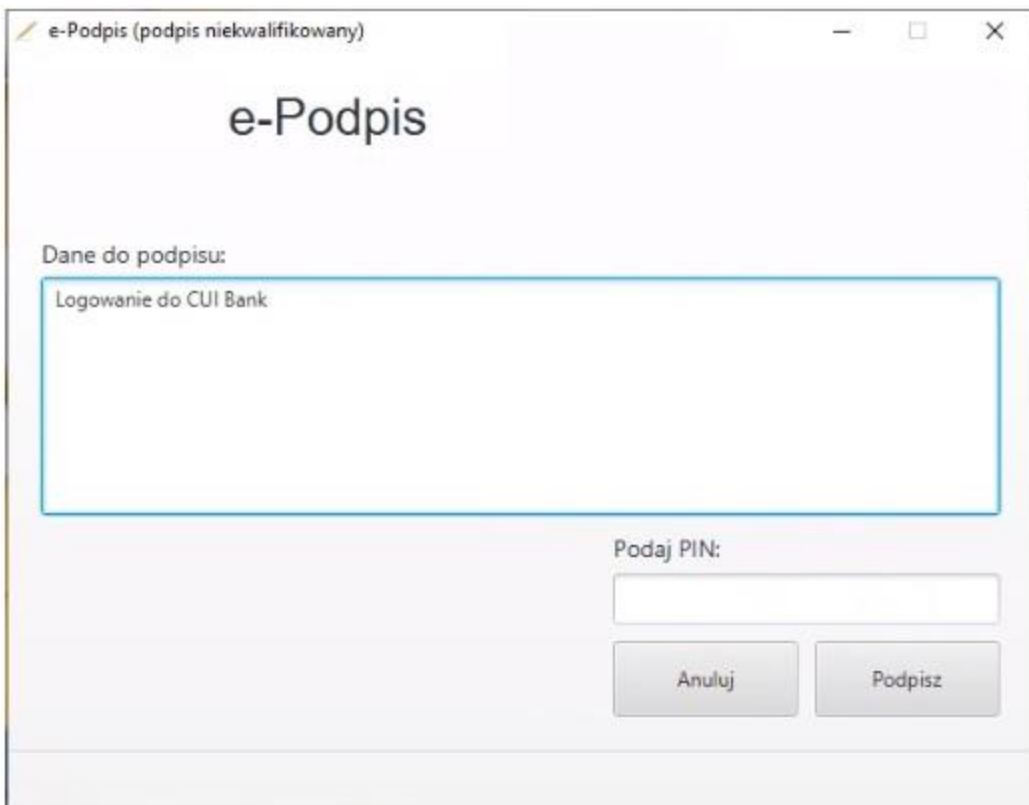 e-Podpis (podpis niekwalifikowany)
e-Podpis
Dane do podpisu:
Logowanie do CUI Bank
Podaj PIN:
Anuluj
Podpisz